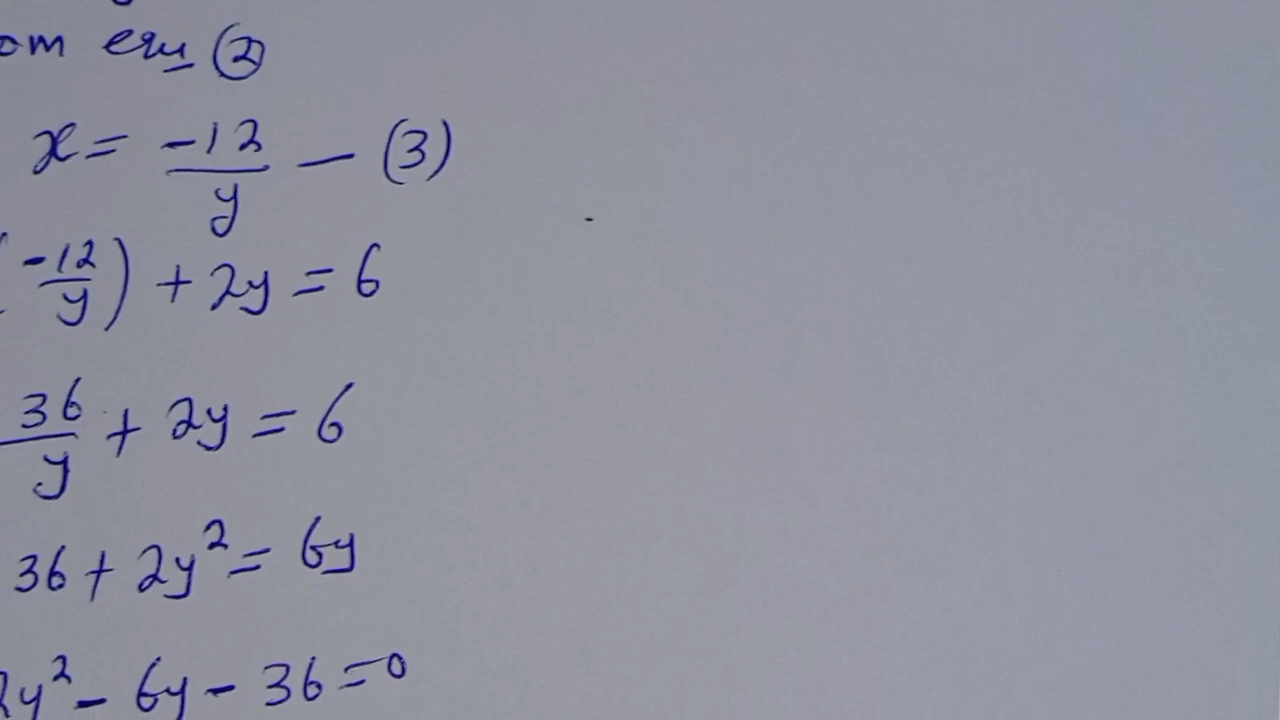 om eqn (2)
x = -12/y — (3)
(-12/y) + 2y = 6
36/y + 2y = 6
36 + 2y² = 6y
2y² - 6y - 36 = 0